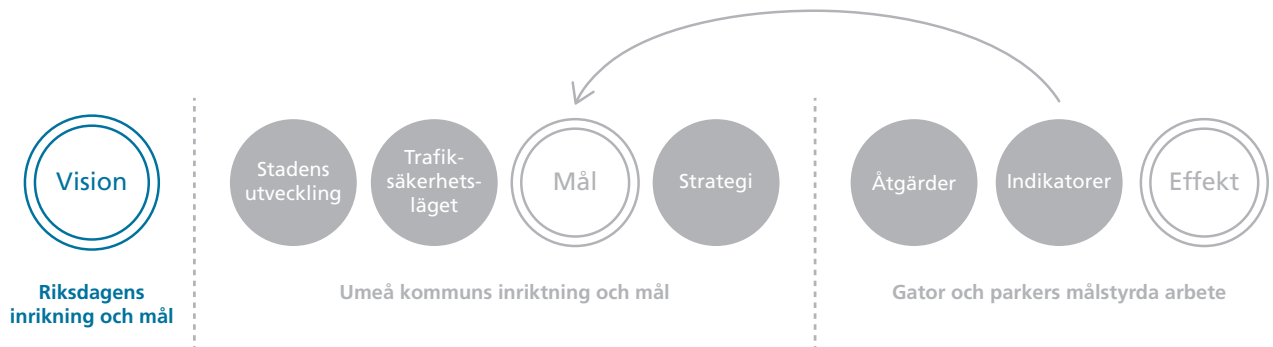 Vision
Stadens
utveckling
Trafik-
säkerhets-
läget
Mål
Strategi
Åtgärder
Indikatorer
Effekt
Riksdagens
inrikning och mål
Umeå kommuns inriktning och mål
Gator och parkers målstyrda arbete